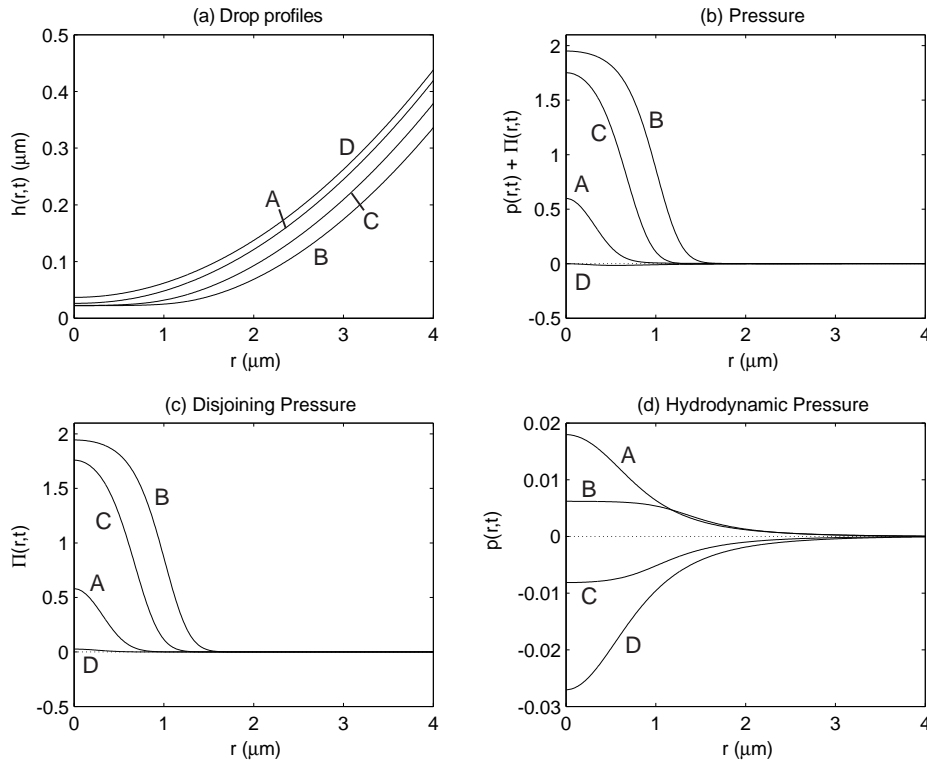 (a) Drop profiles
h(r,t) (μm)
0.5
0.4
0.3
0.2
0.1
0
D
A
C
B
0 1 2 3 4
r (μm)
(b) Pressure
p(r,t) + Π(r,t)
2
1.5
1
0.5
0
-0.5
B
C
A
D
0 1 2 3 4
r (μm)
(c) Disjoining Pressure
Π(r,t)
2
1.5
1
0.5
0
-0.5
B
C
A
D
0 1 2 3 4
r (μm)
(d) Hydrodynamic Pressure
p(r,t)
0.02
0.01
0
-0.01
-0.02
-0.03
A
B
C
D
0 1 2 3 4
r (μm)